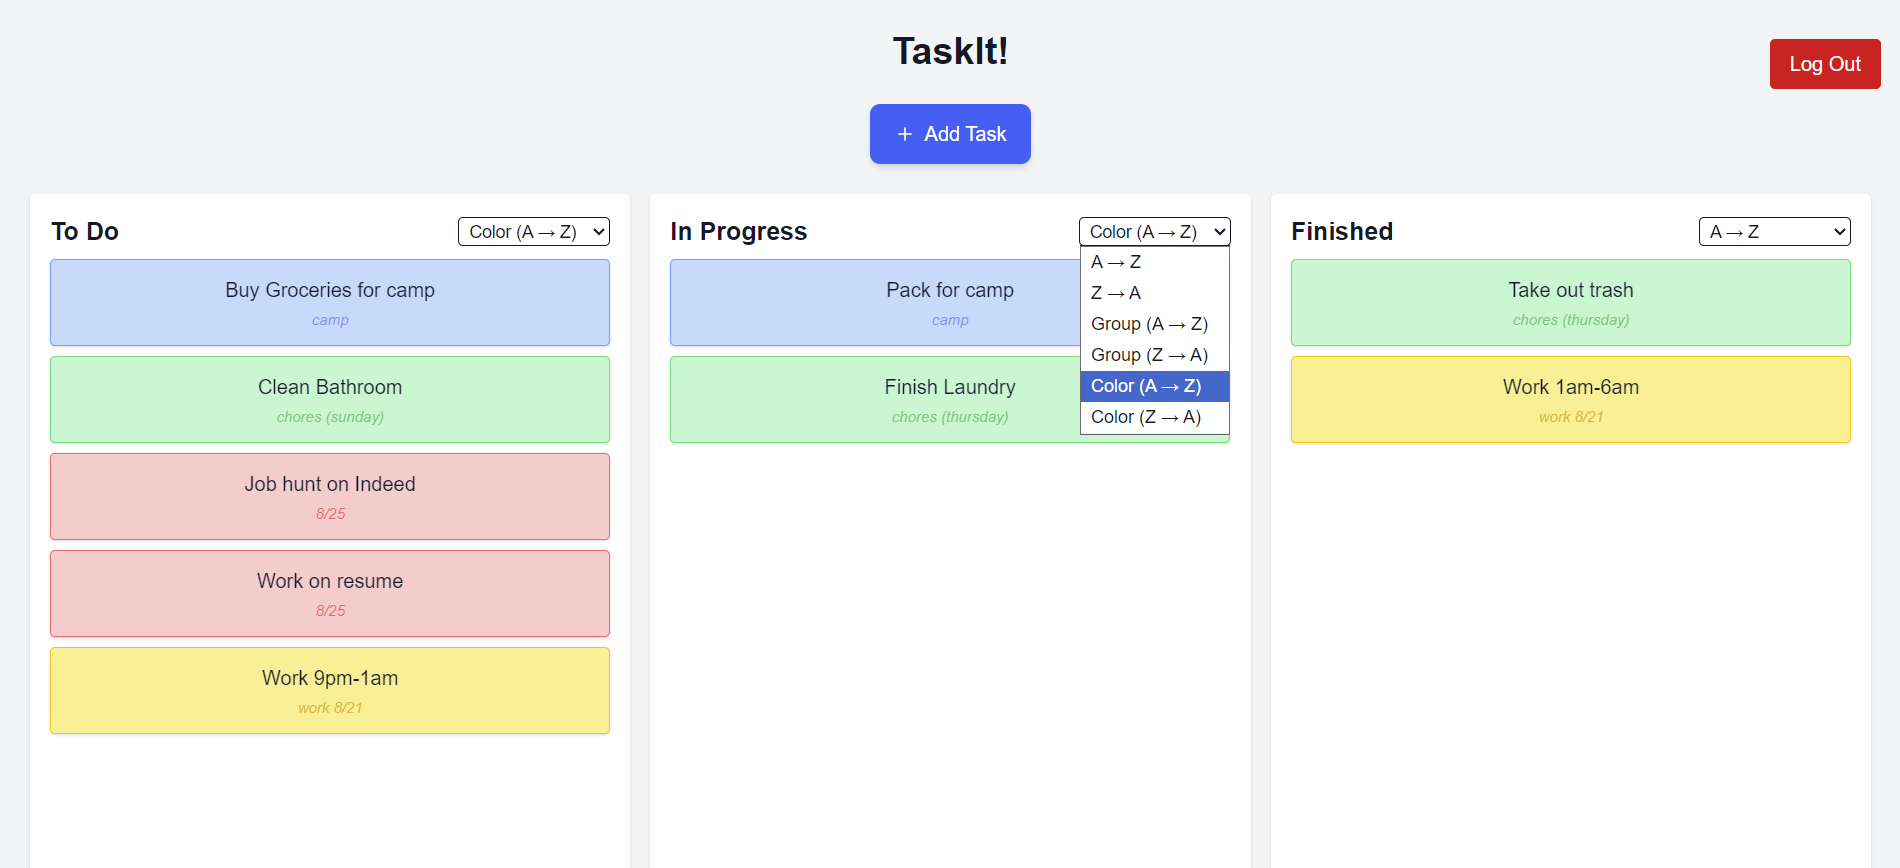 TaskIt!
Log Out
+ Add Task
To Do
Color (A → Z)
Buy Groceries for camp
camp
Clean Bathroom
chores (sunday)
Job hunt on Indeed
8/25
Work on resume
8/25
Work 9pm-1am
work 8/21
In Progress
Color (A → Z)
A → Z
Z → A
Group (A → Z)
Group (Z → A)
Color (A → Z)
Color (Z → A)
Pack for camp
camp
Finish Laundry
chores (thursday)
Finished
A → Z
Take out trash
chores (thursday)
Work 1am-6am
work 8/21